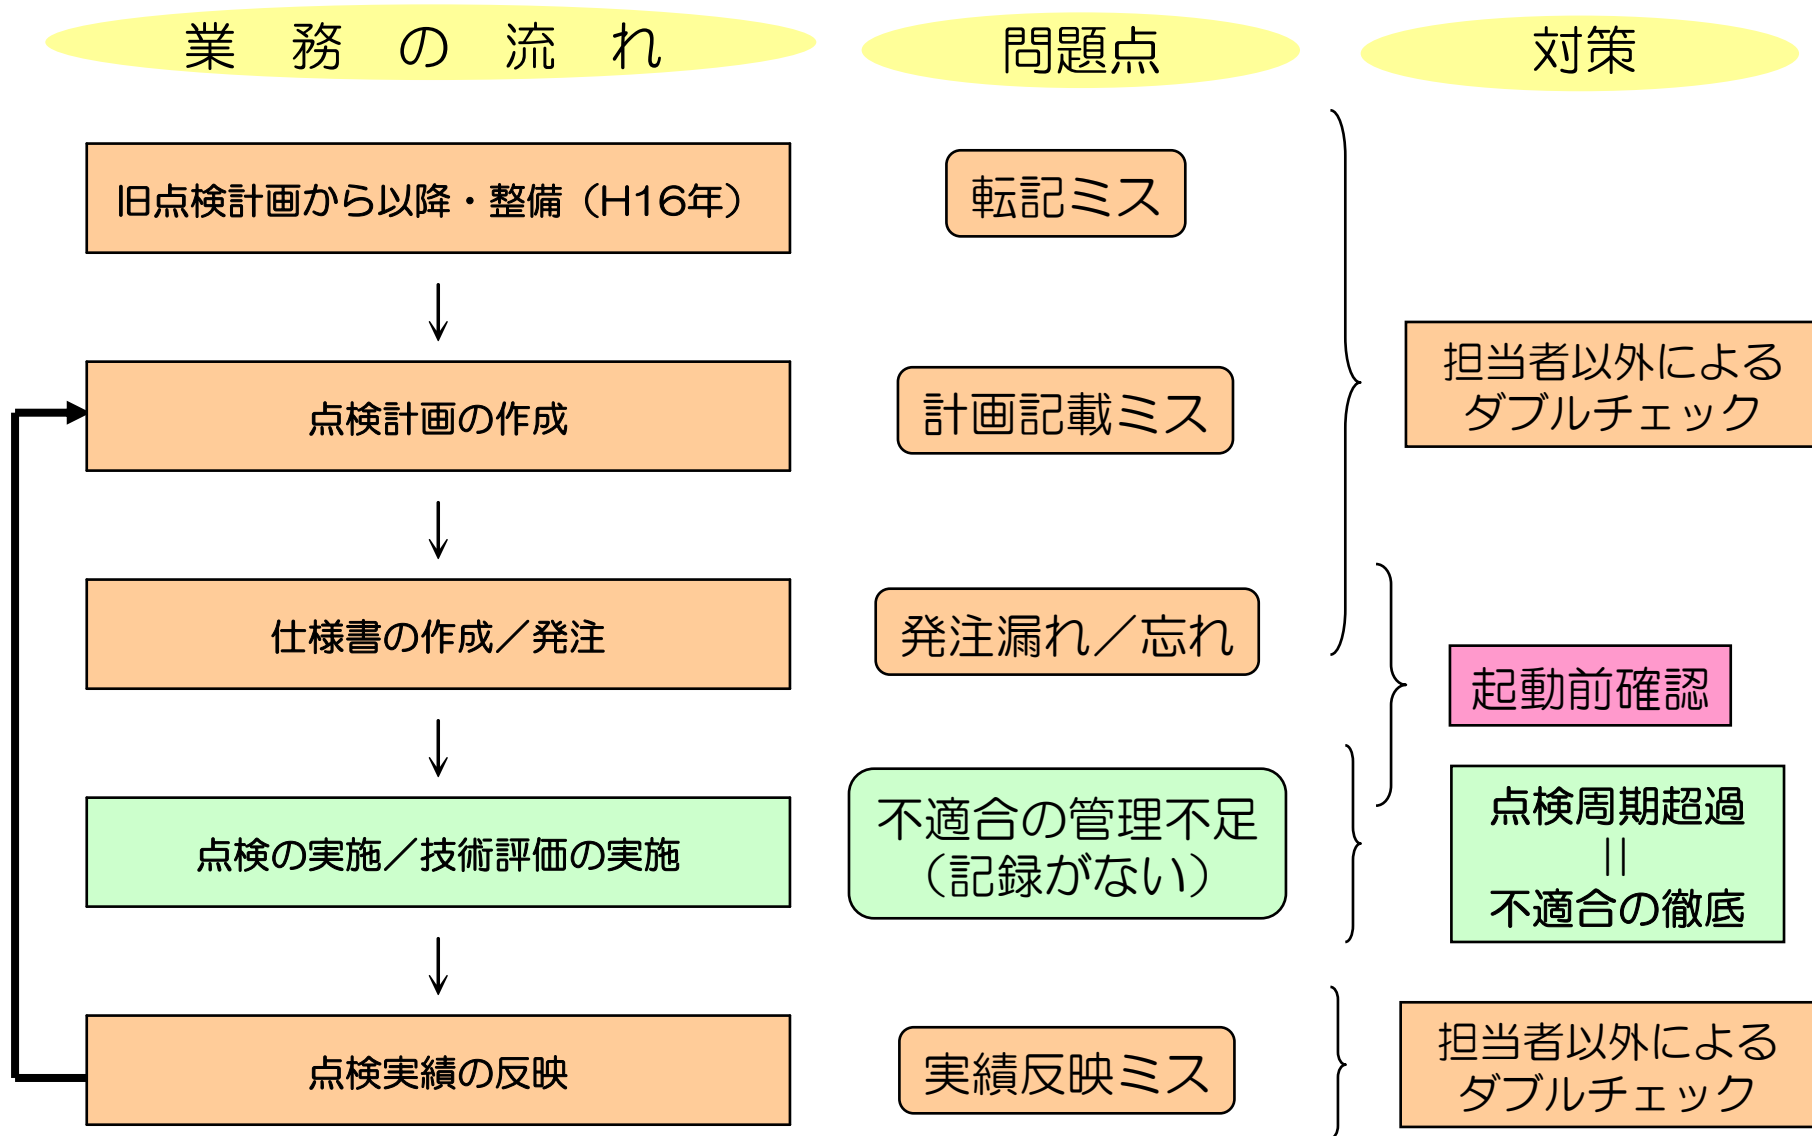 業務の流れ
問題点
対策
旧点検計画から以降・整備（H16年）
転記ミス
点検計画の作成
計画記載ミス
担当者以外による
ダブルチェック
仕様書の作成／発注
発注漏れ／忘れ
起動前確認
点検の実施／技術評価の実施
不適合の管理不足
（記録がない）
点検周期超過
＝
不適合の徹底
点検実績の反映
実績反映ミス
担当者以外による
ダブルチェック